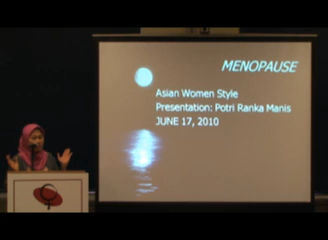 MENOPAUSE
Asian Women Style
Presentation: Potri Ranka Manis
JUNE 17, 2010